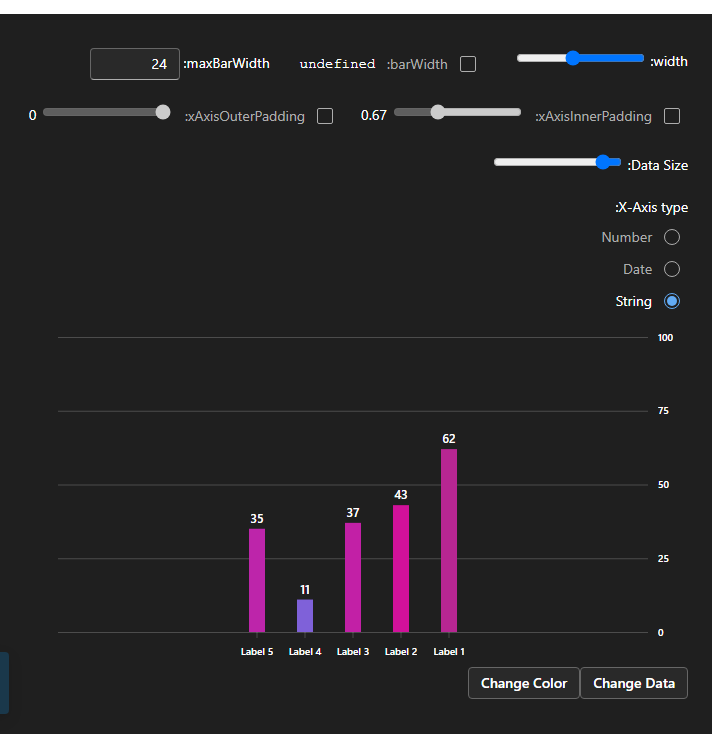 24 :maxBarWidth undefined :barWidth :width
0 :xAxisOuterPadding 0.67 :xAxisInnerPadding
:Data Size
:X-Axis type
Number
Date
String
100
75
62
50
43
37
35
25
11
0
Label 5 Label 4 Label 3 Label 2 Label 1
Change Color Change Data